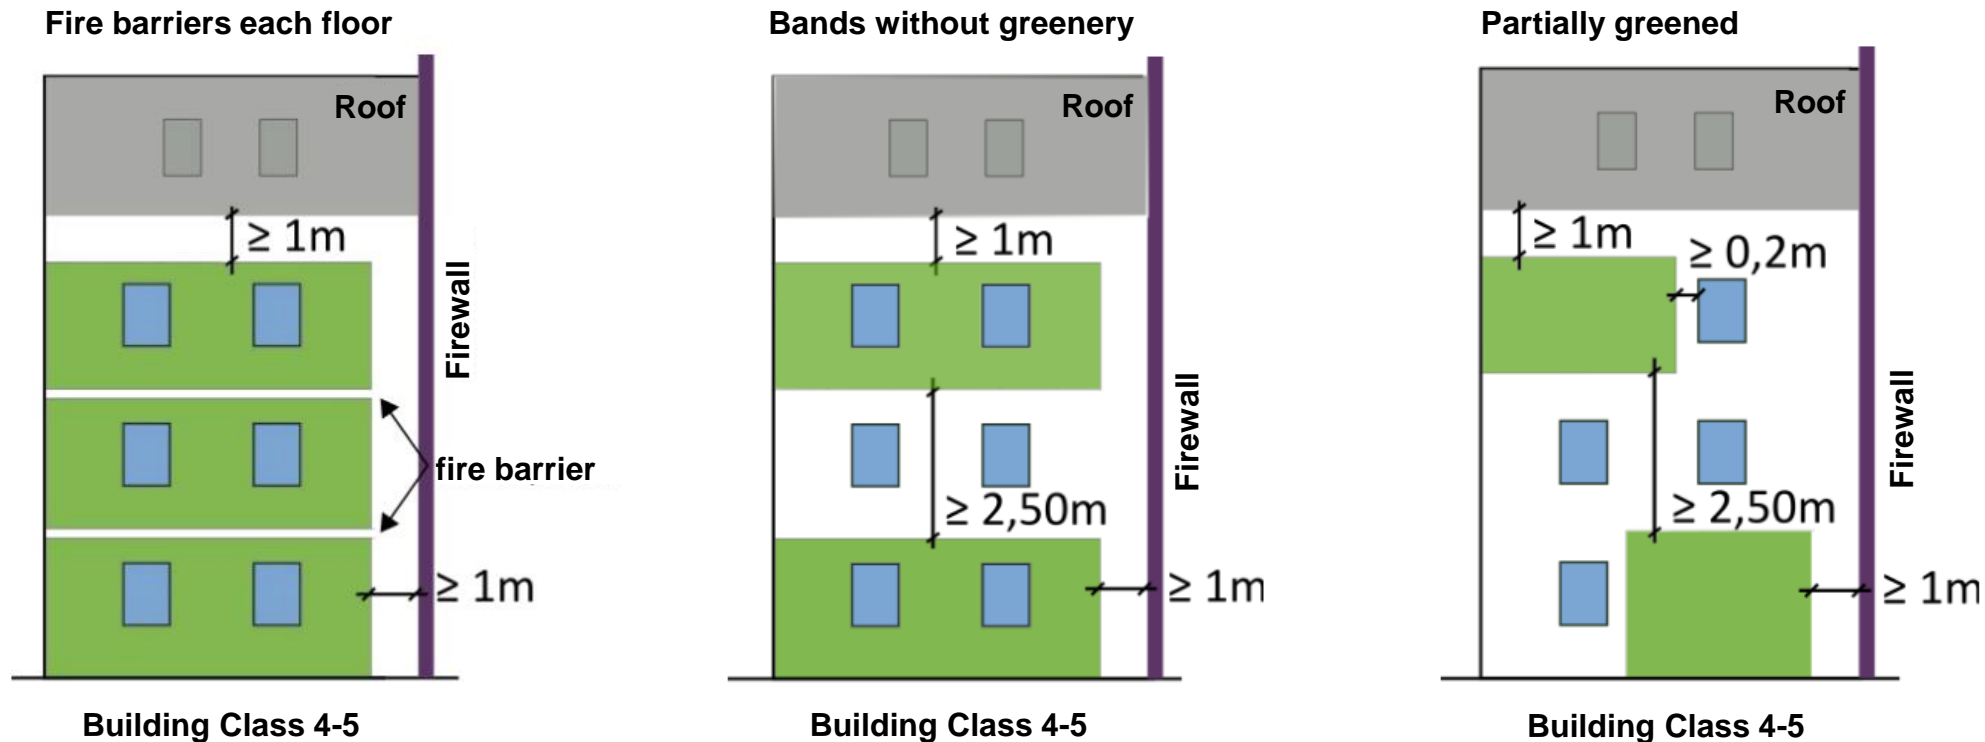 Fire barriers each floor
Roof
≥ 1m
Firewall
fire barrier
≥ 1m
Building Class 4-5
Bands without greenery
Roof
≥ 1m
Firewall
≥ 2,50m
≥ 1m
Building Class 4-5
Partially greened
Roof
≥ 1m
≥ 0,2m
Firewall
≥ 2,50m
≥ 1m
Building Class 4-5